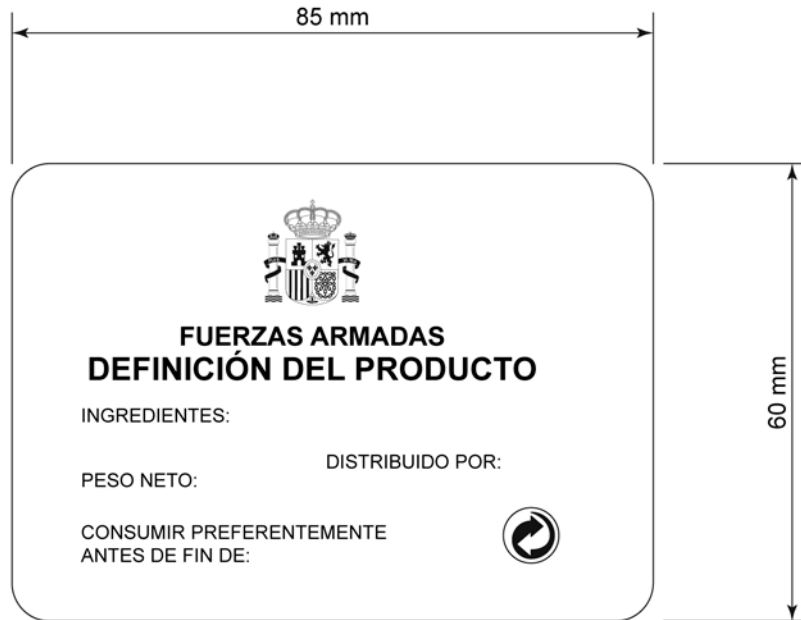 85 mm
FUERZAS ARMADAS
DEFINICIÓN DEL PRODUCTO
INGREDIENTES:
DISTRIBUIDO POR:
PESO NETO:
CONSUMIR PREFERENTEMENTE
ANTES DE FIN DE:
60 mm